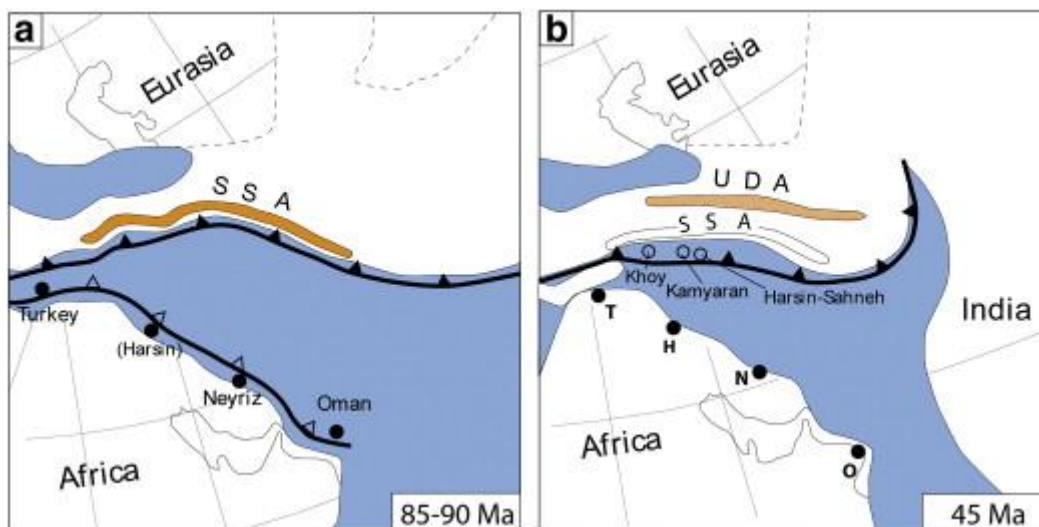 a
Eurasia
S S A
Turkey
(Harsin)
Neyriz
Oman
Africa
85-90 Ma
b
Eurasia
U D A
S S A
Khoy
Kamyaran
Harsin-Sahneh
T
H
India
N
Africa
O
45 Ma